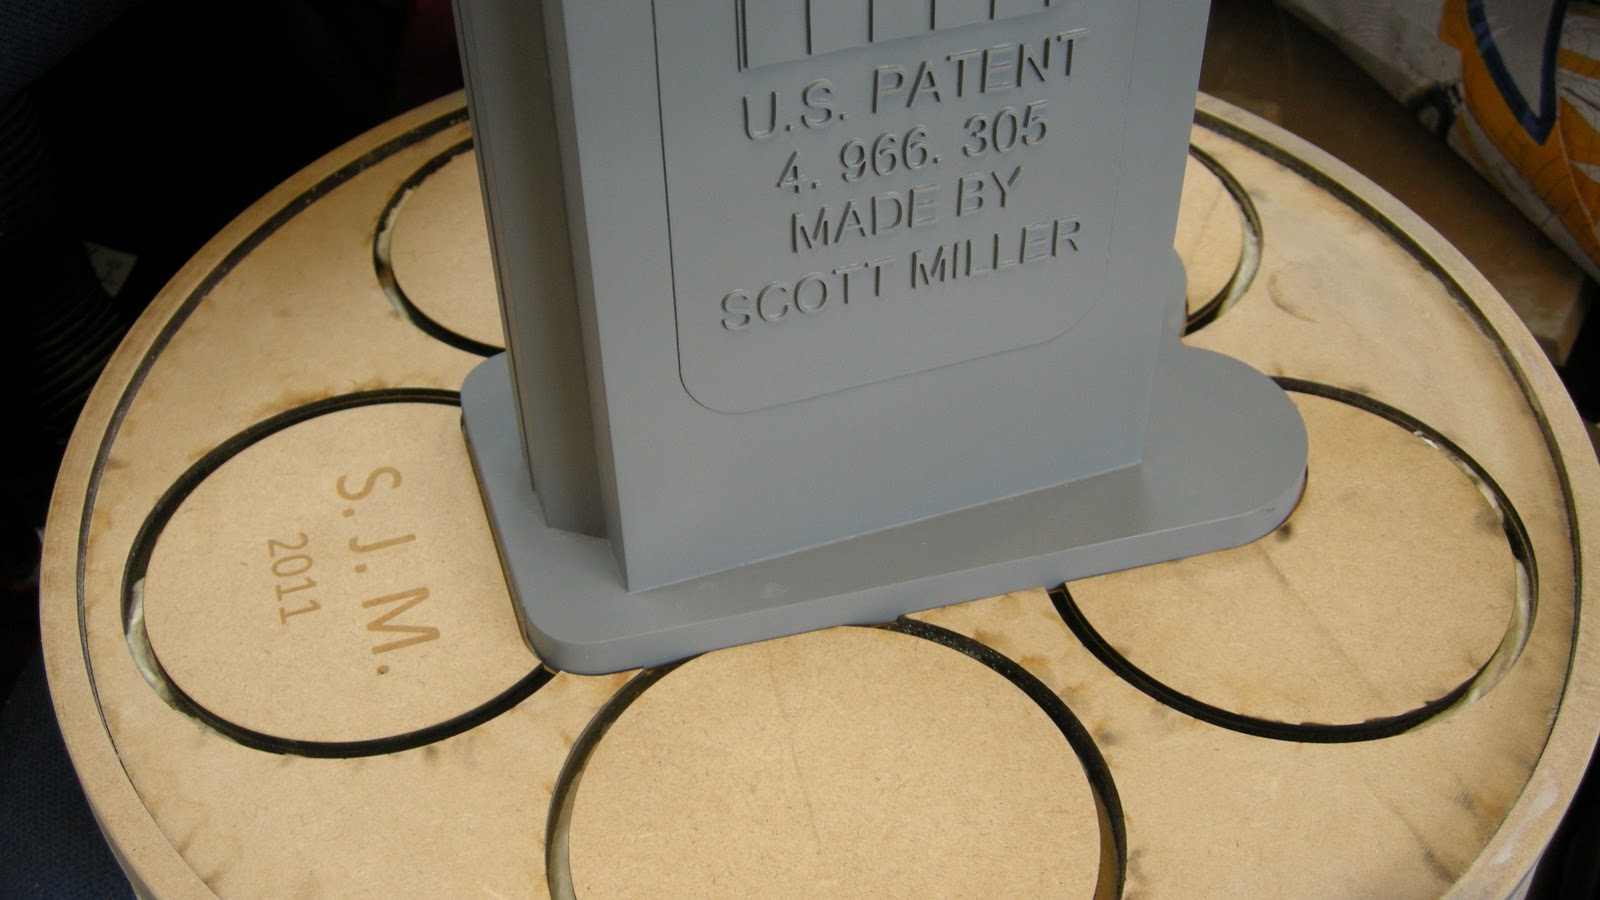 U.S. PATENT
4. 966. 305
MADE BY
SCOTT MILLER
S.J.M.
2011